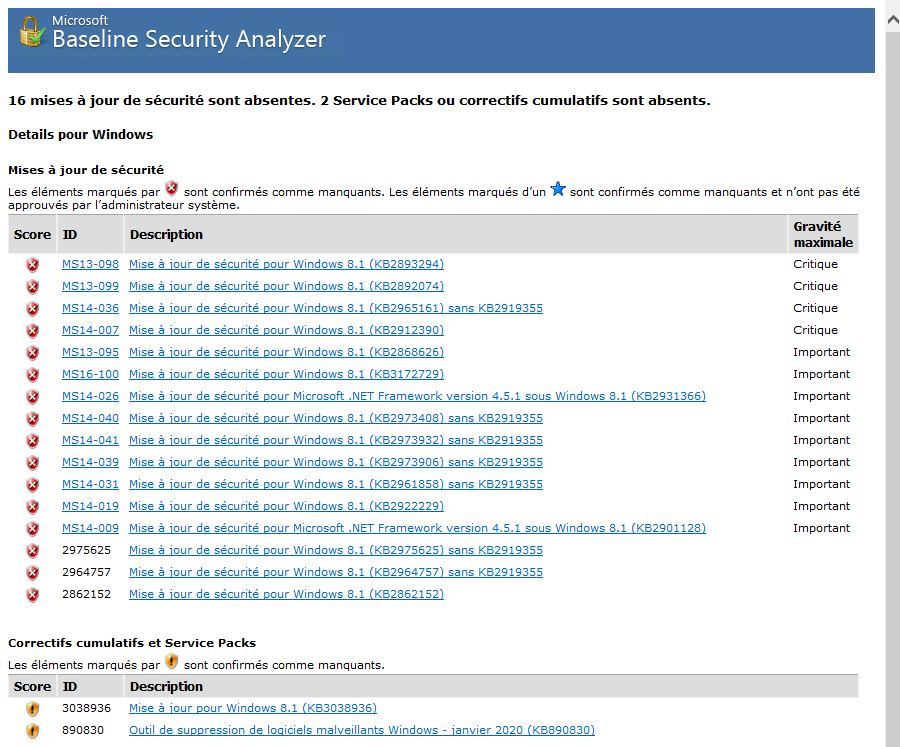 Microsoft
Baseline Security Analyzer
16 mises à jour de sécurité sont absentes. 2 Service Packs ou correctifs cumulatifs sont absents.
Details pour Windows
Mises à jour de sécurité
Les éléments marqués par sont confirmés comme manquants. Les éléments marqués d’un sont confirmés comme manquants et n’ont pas été
approuvés par l’administrateur système.
Score ID Description Gravité maximale
MS13-098 Mise à jour de sécurité pour Windows 8.1 (KB2893294) Critique
MS13-099 Mise à jour de sécurité pour Windows 8.1 (KB2892074) Critique
MS14-036 Mise à jour de sécurité pour Windows 8.1 (KB2965161) sans KB2919355 Critique
MS14-007 Mise à jour de sécurité pour Windows 8.1 (KB2912390) Critique
MS13-095 Mise à jour de sécurité pour Windows 8.1 (KB2868626) Important
MS16-100 Mise à jour de sécurité pour Windows 8.1 (KB3172729) Important
MS14-026 Mise à jour de sécurité pour Microsoft .NET Framework version 4.5.1 sous Windows 8.1 (KB2931366) Important
MS14-040 Mise à jour de sécurité pour Windows 8.1 (KB2973408) sans KB2919355 Important
MS14-041 Mise à jour de sécurité pour Windows 8.1 (KB2973932) sans KB2919355 Important
MS14-039 Mise à jour de sécurité pour Windows 8.1 (KB2973906) sans KB2919355 Important
MS14-031 Mise à jour de sécurité pour Windows 8.1 (KB2961858) sans KB2919355 Important
MS14-019 Mise à jour de sécurité pour Windows 8.1 (KB2922229) Important
MS14-009 Mise à jour de sécurité pour Microsoft .NET Framework version 4.5.1 sous Windows 8.1 (KB2901128) Important
2975625 Mise à jour de sécurité pour Windows 8.1 (KB2975625) sans KB2919355
2964757 Mise à jour de sécurité pour Windows 8.1 (KB2964757) sans KB2919355
2862152 Mise à jour de sécurité pour Windows 8.1 (KB2862152)
Correctifs cumulatifs et Service Packs
Les éléments marqués par sont confirmés comme manquants.
Score ID Description
3038936 Mise à jour pour Windows 8.1 (KB3038936)
890830 Outil de suppression de logiciels malveillants Windows - janvier 2020 (KB890830)